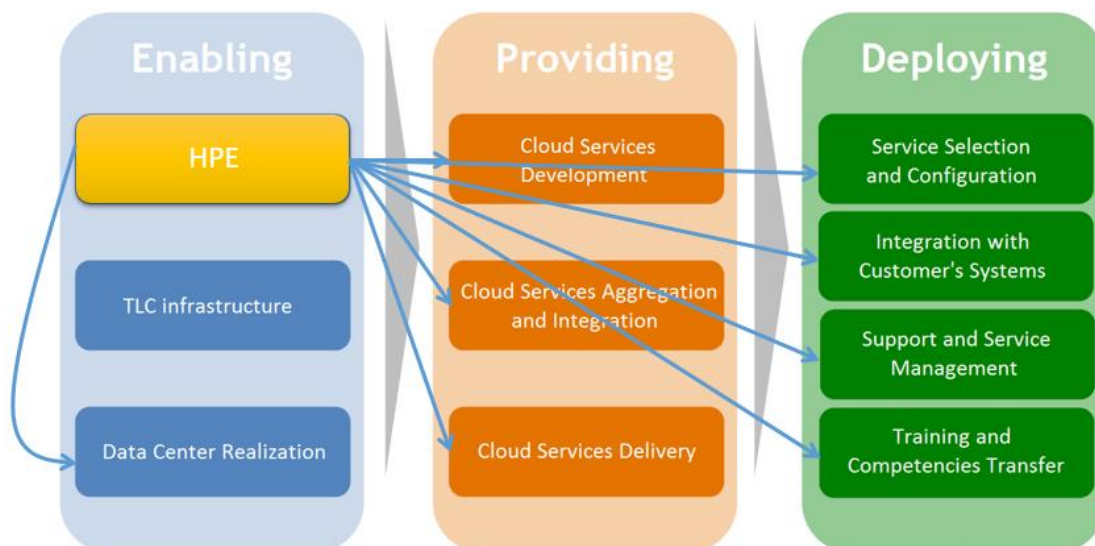 Enabling
HPE
TLC infrastructure
Data Center Realization
Providing
Cloud Services
Development
Cloud Services Aggregation
and Integration
Cloud Services Delivery
Deploying
Service Selection
and Configuration
Integration with
Customer's Systems
Support and Service
Management
Training and
Competencies Transfer